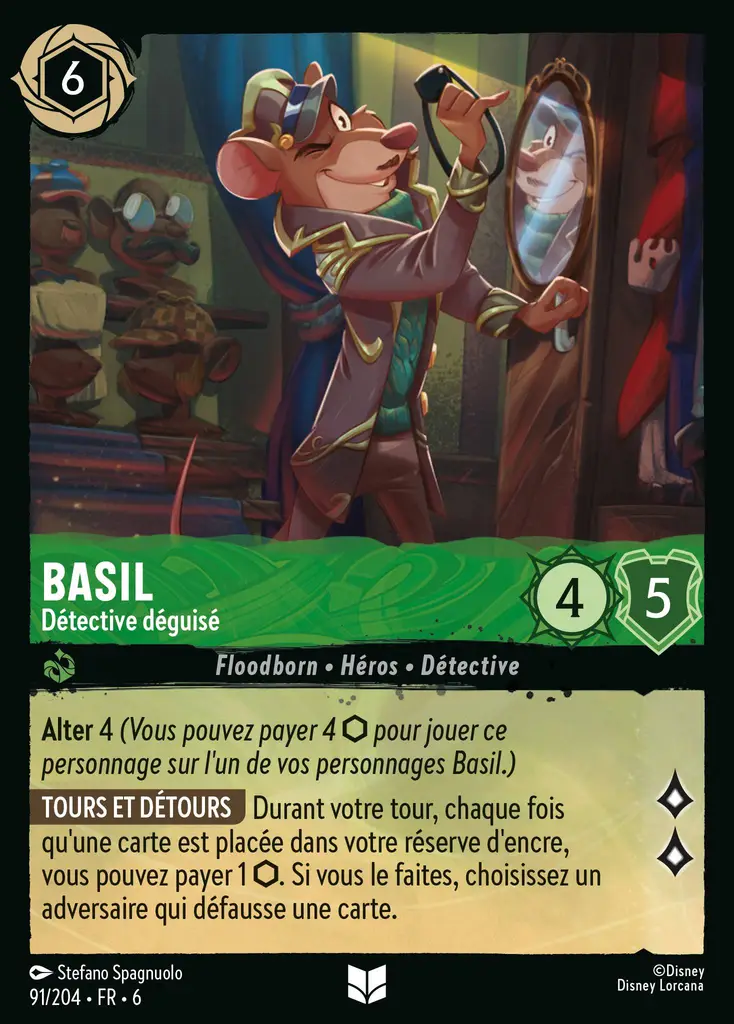 6
BASIL
Détective déguisé
4
5
Floodborn • Héros • Détective
Alter 4 (Vous pouvez payer 4 ⬡ pour jouer ce
personnage sur l'un de vos personnages Basil.)
TOURS ET DÉTOURS Durant votre tour, chaque fois
qu'une carte est placée dans votre réserve d'encre,
vous pouvez payer 1 ⬡. Si vous le faites, choisissez un
adversaire qui défausse une carte.
Stefano Spagnuolo
91/204 • FR • 6
©Disney
Disney Lorcana